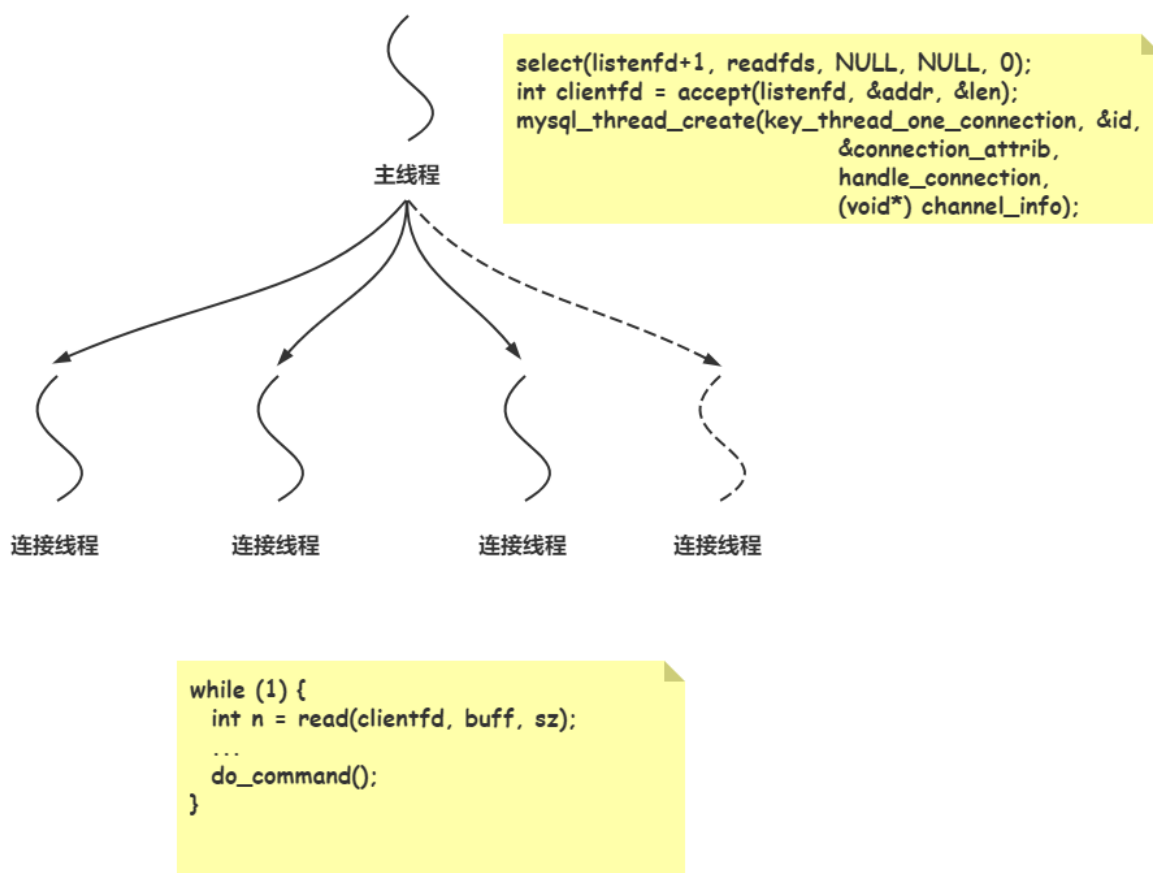 select(listenfd+1, readfds, NULL, NULL, 0);
int clientfd = accept(listenfd, &addr, &len);
mysql_thread_create(key_thread_one_connection, &id,
&connection_attrib,
handle_connection,
(void*) channel_info);
主线程
连接线程 连接线程 连接线程 连接线程
while (1) {
int n = read(clientfd, buff, sz);
...
do_command();
}